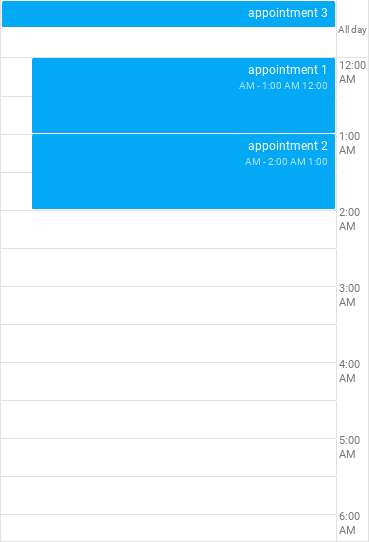 appointment 3
All day
appointment 1
AM - 1:00 AM 12:00
12:00
AM
appointment 2
AM - 2:00 AM 1:00
1:00
AM
2:00
AM
3:00
AM
4:00
AM
5:00
AM
6:00
AM